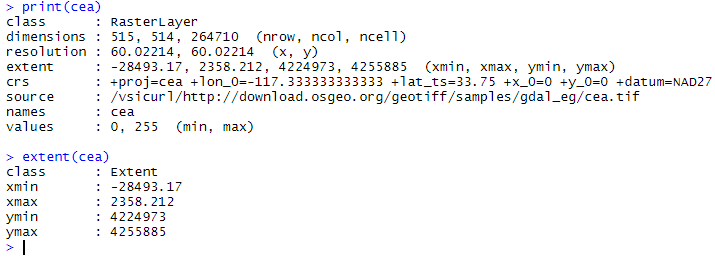 > print(cea)
class      : RasterLayer
dimensions : 515, 514, 264710  (nrow, ncol, ncell)
resolution : 60.02214, 60.02214  (x, y)
extent     : -28493.17, 2358.212, 4224973, 4255885  (xmin, xmax, ymin, ymax)
crs        : +proj=cea +lon_0=-117.333333333333 +lat_ts=33.75 +x_0=0 +y_0=0 +datum=NAD27
source     : /vsicurl/http://download.osgeo.org/geotiff/samples/gdal_eg/cea.tif
names      : cea
values     : 0, 255  (min, max)
> extent(cea)
class      : Extent
xmin       : -28493.17
xmax       : 2358.212
ymin       : 4224973
ymax       : 4255885
>